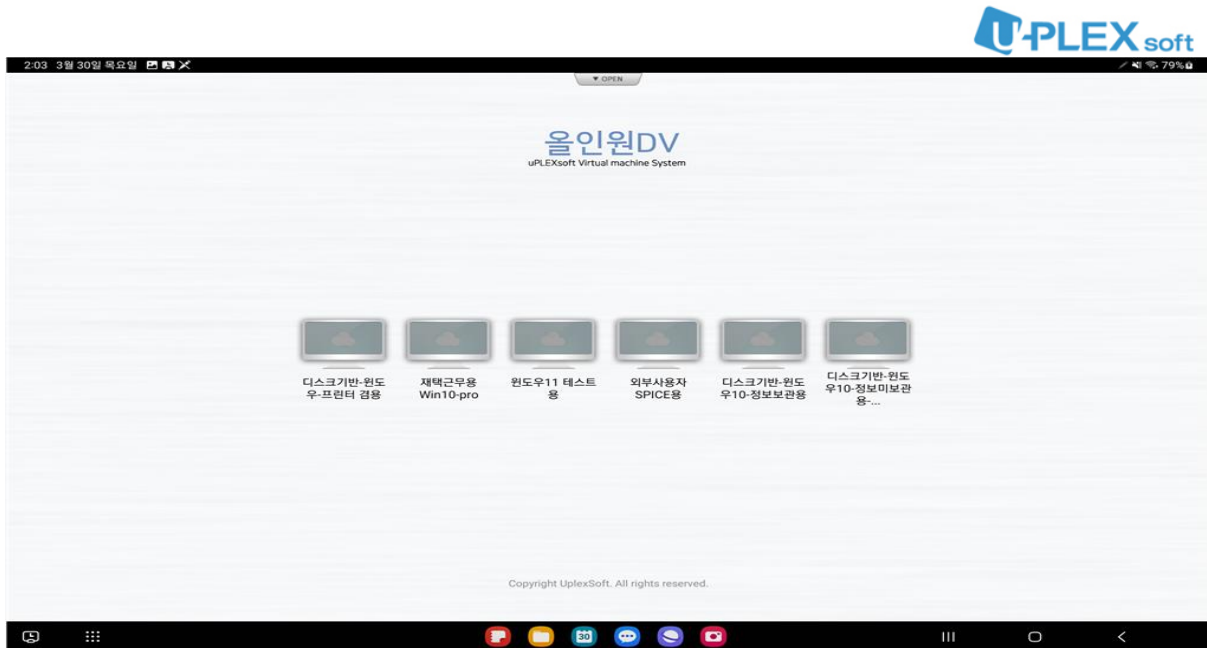 U-PLEX soft
2:03 3월 30일 목요일
79%
▼ OPEN
올인원DV
uPLEXsoft Virtual machine System
디스크기반-윈도
우-프린터 겸용
재택근무용
Win10-pro
윈도우11 테스트
용
외부사용자
SPICE용
디스크기반-윈도
우10-정보보관용
디스크기반-윈도
우10-정보미보관
용-...
Copyright UplexSoft. All rights reserved.
30